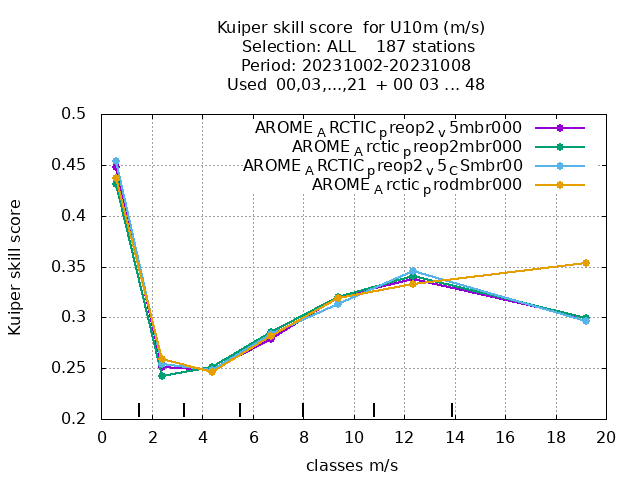 Kuiper skill score for U10m (m/s)
Selection: ALL 187 stations
Period: 20231002-20231008
Used 00,03,...,21 + 00 03 ... 48
AROME_ARCTIC_preop2_v5mbr000
AROME_Arctic_preop2mbr000
AROME_ARCTIC_preop2_v5_CSmbr00
AROME_Arctic_prodmbr000
Kuiper skill score
0.5
0.45
0.4
0.35
0.3
0.25
0.2
0 2 4 6 8 10 12 14 16 18 20
classes m/s